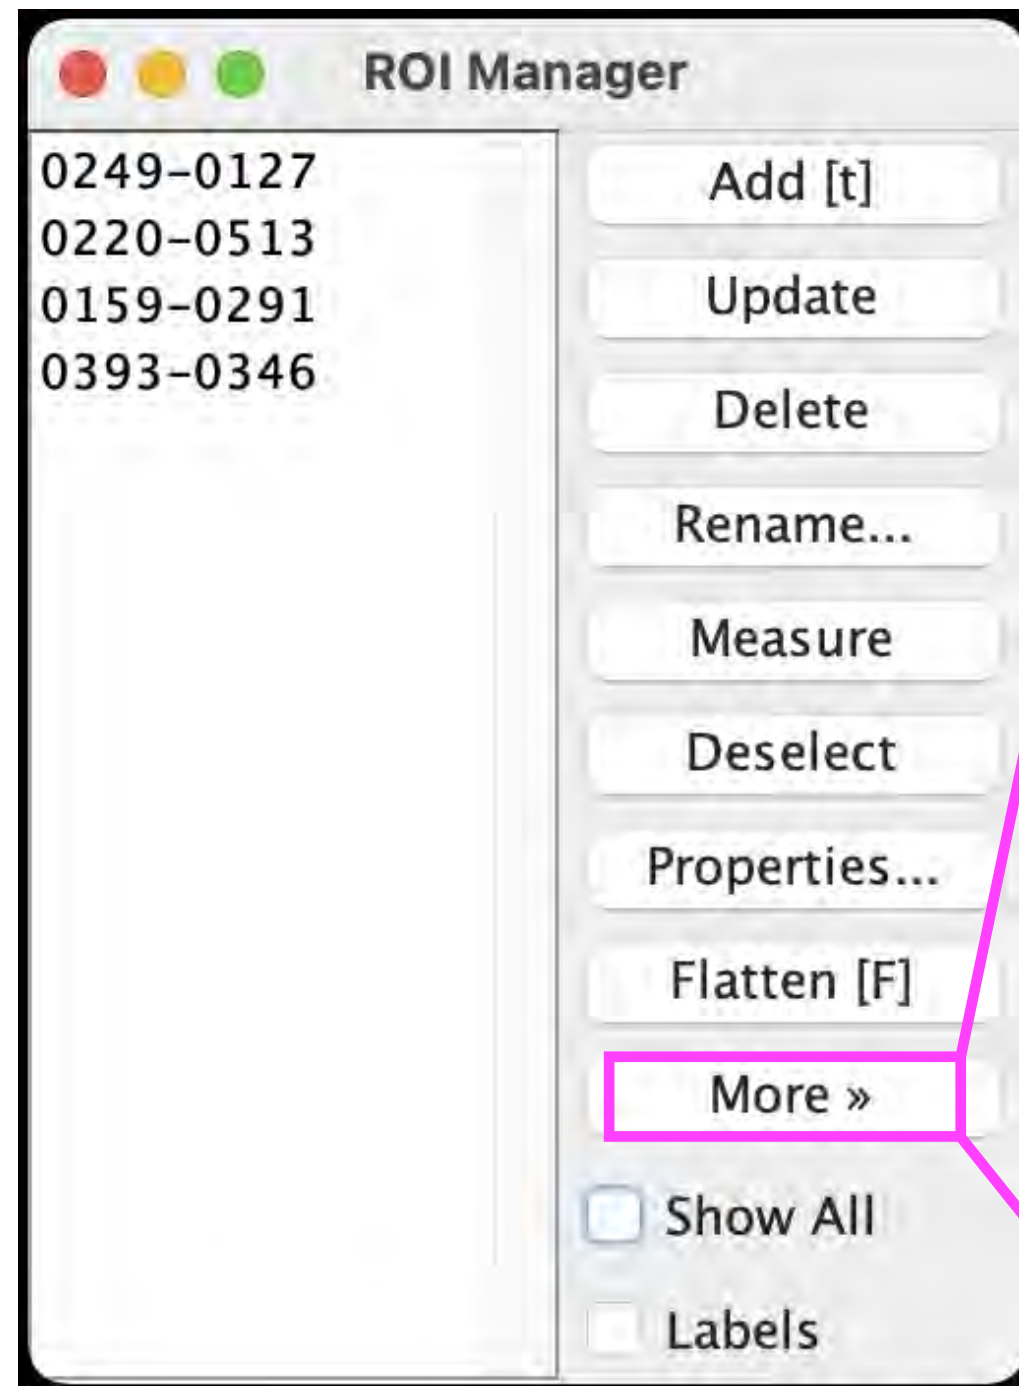 ROI Manager
0249-0127
0220-0513
0159-0291
0393-0346
Add [t]
Update
Delete
Rename...
Measure
Deselect
Properties...
Flatten [F]
More »
Show All
Labels